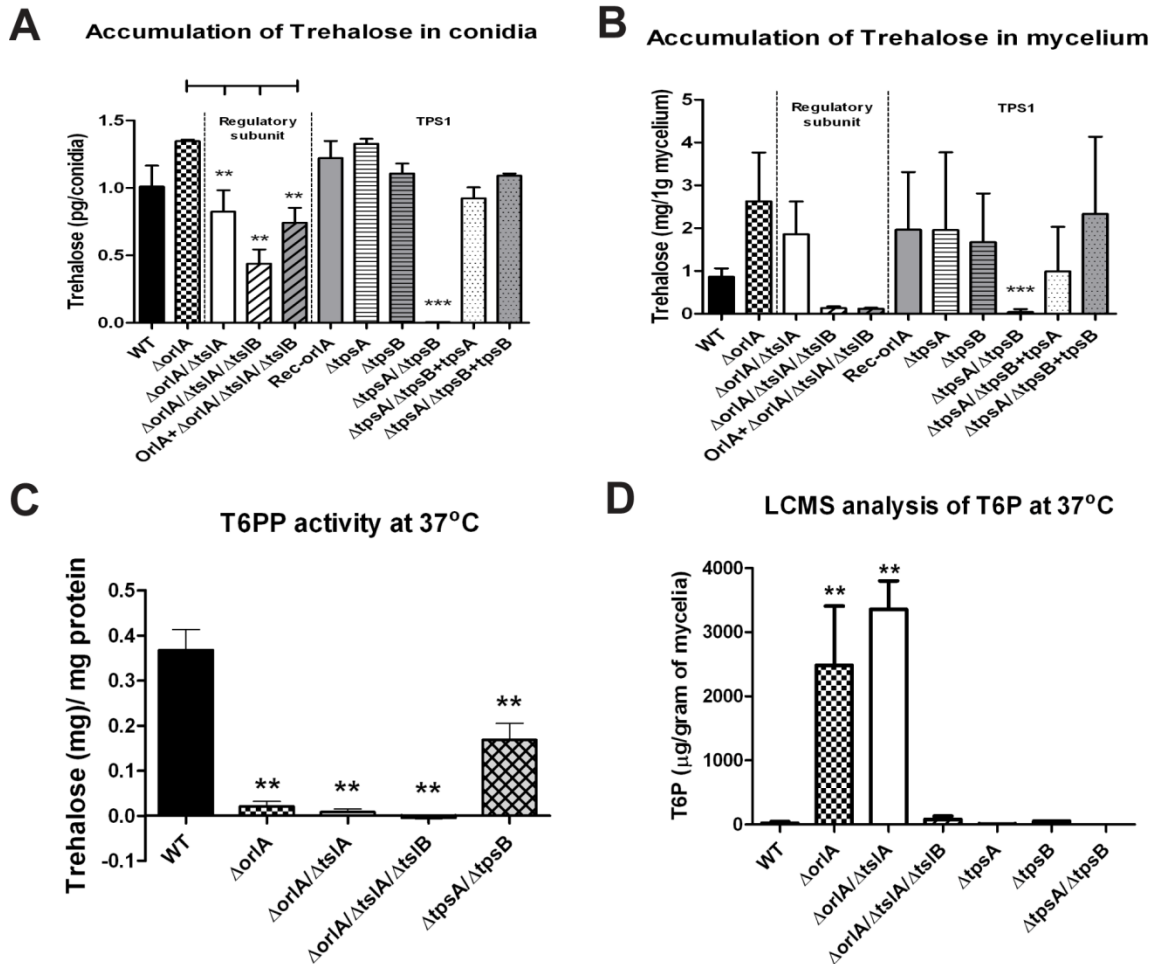 A
Accumulation of Trehalose in conidia
Trehalose (pg/conidia)
1.5
1.0
0.5
0.0
Regulatory
subunit
TPS1
**
**
**
***
WT
ΔorlA
ΔorlA/ΔtslA
ΔorlA/ΔtslA/ΔtslB
OrlA+ΔorlA/ΔtslA/ΔtslB
Rec-orlA
ΔtpsA
ΔtpsB
ΔtpsA/ΔtpsB
ΔtpsA/ΔtpsB+tpsA
ΔtpsA/ΔtpsB+tpsB
B
Accumulation of Trehalose in mycelium
Trehalose (mg/1g mycelium)
5
4
3
2
1
0
Regulatory
subunit
TPS1
***
WT
ΔorlA
ΔorlA/ΔtslA
ΔorlA/ΔtslA/ΔtslB
OrlA+ΔorlA/ΔtslA/ΔtslB
Rec-orlA
ΔtpsA
ΔtpsB
ΔtpsA/ΔtpsB
ΔtpsA/ΔtpsB+tpsA
ΔtpsA/ΔtpsB+tpsB
C
T6PP activity at 37°C
Trehalose (mg)/ mg protein
0.5
0.4
0.3
0.2
0.1
0.0
-0.1
**
**
**
**
WT
ΔorlA
ΔorlA/ΔtslA
ΔorlA/ΔtslA/ΔtslB
ΔtpsA/ΔtpsB
D
LCMS analysis of T6P at 37°C
T6P (µg/gram of mycelia)
4000
3000
2000
1000
0
**
**
WT
ΔorlA
ΔorlA/ΔtslA
ΔorlA/ΔtslA/ΔtslB
ΔtpsA
ΔtpsB
ΔtpsA/ΔtpsB